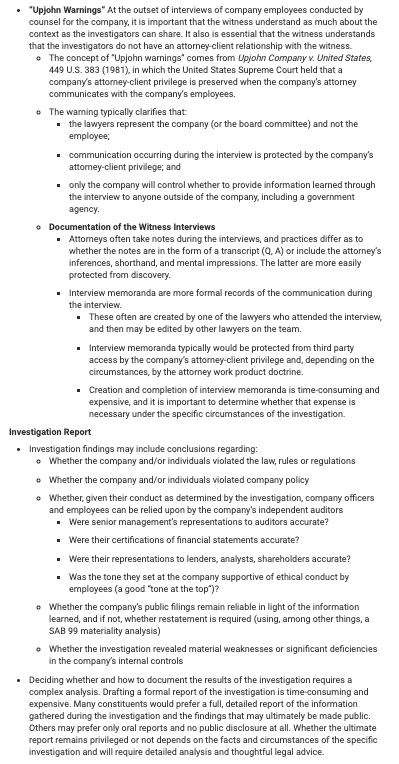 • "Upjohn Warnings" At the outset of interviews of company employees conducted by
counsel for the company, it is important that the witness understand as much about the
context as the investigators can share. It also is essential that the witness understands
that the investigators do not have an attorney-client relationship with the witness.
○ The concept of "Upjohn warnings" comes from Upjohn Company v. United States,
449 U.S. 383 (1981), in which the United States Supreme Court held that a
company's attorney-client privilege is preserved when the company's attorney
communicates with the company's employees.
○ The warning typically clarifies that:
▪ the lawyers represent the company (or the board committee) and not the
employee;
▪ communication occurring during the interview is protected by the company's
attorney-client privilege; and
▪ only the company will control whether to provide information learned through
the interview to anyone outside of the company, including a government
agency.
○ Documentation of the Witness Interviews
▪ Attorneys often take notes during the interviews, and practices differ as to
whether the notes are in the form of a transcript (Q, A) or include the attorney's
inferences, shorthand, and mental impressions. The latter are more easily
protected from discovery.
▪ Interview memoranda are more formal records of the communication during
the interview.
▪ These often are created by one of the lawyers who attended the interview,
and then may be edited by other lawyers on the team.
▪ Interview memoranda typically would be protected from third party
access by the company's attorney-client privilege and, depending on the
circumstances, by the attorney work product doctrine.
▪ Creation and completion of interview memoranda is time-consuming and
expensive, and it is important to determine whether that expense is
necessary under the specific circumstances of the investigation.
Investigation Report
• Investigation findings may include conclusions regarding:
○ Whether the company and/or individuals violated the law, rules or regulations
○ Whether the company and/or individuals violated company policy
○ Whether, given their conduct as determined by the investigation, company officers
and employees can be relied upon by the company's independent auditors
▪ Were senior management's representations to auditors accurate?
▪ Were their certifications of financial statements accurate?
▪ Were their representations to lenders, analysts, shareholders accurate?
▪ Was the tone they set at the company supportive of ethical conduct by
employees (a good "tone at the top")?
○ Whether the company's public filings remain reliable in light of the information
learned, and if not, whether restatement is required (using, among other things, a
SAB 99 materiality analysis)
○ Whether the investigation revealed material weaknesses or significant deficiencies
in the company's internal controls
• Deciding whether and how to document the results of the investigation requires a
complex analysis. Drafting a formal report of the investigation is time-consuming and
expensive. Many constituents would prefer a full, detailed report of the information
gathered during the investigation and the findings that may ultimately be made public.
Others may prefer only oral reports and no public disclosure at all. Whether the ultimate
report remains privileged or not depends on the facts and circumstances of the specific
investigation and will require detailed analysis and thoughtful legal advice.